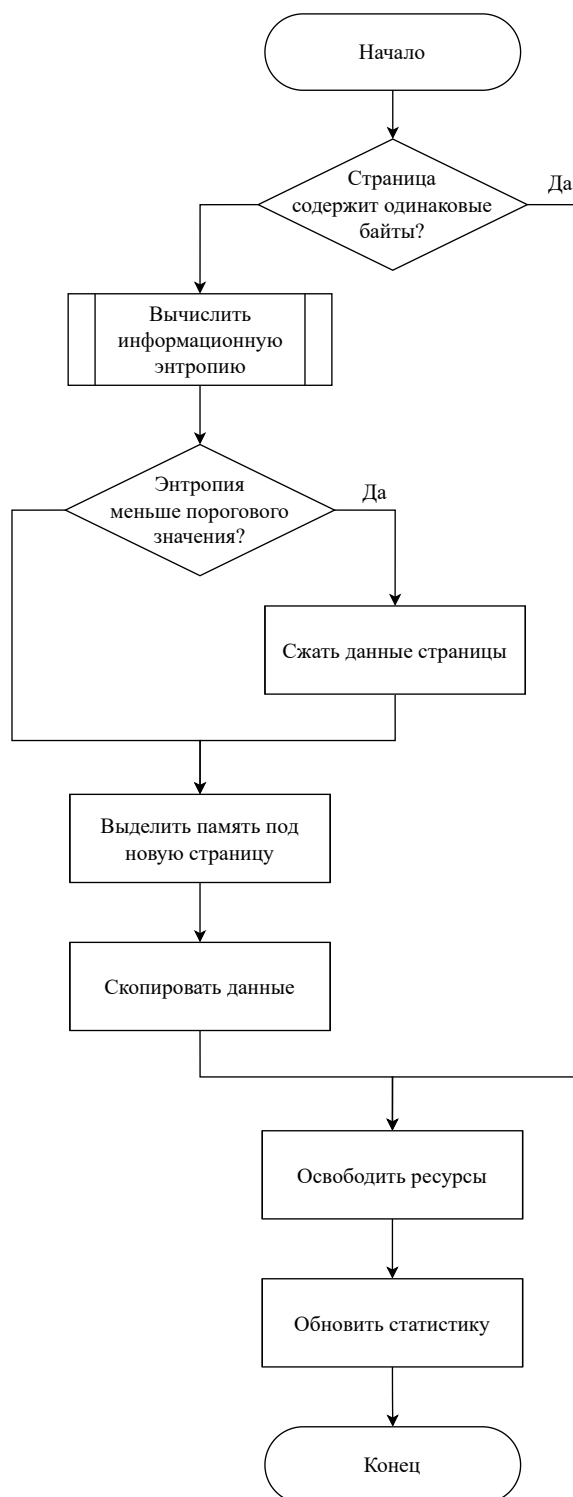 Начало
Страница
содержит одинаковые
байты?
Да
Вычислить
информационную
энтропию
Энтропия
меньше порогового
значения?
Да
Сжать данные страницы
Выделить память под
новую страницу
Скопировать данные
Освободить ресурсы
Обновить статистику
Конец